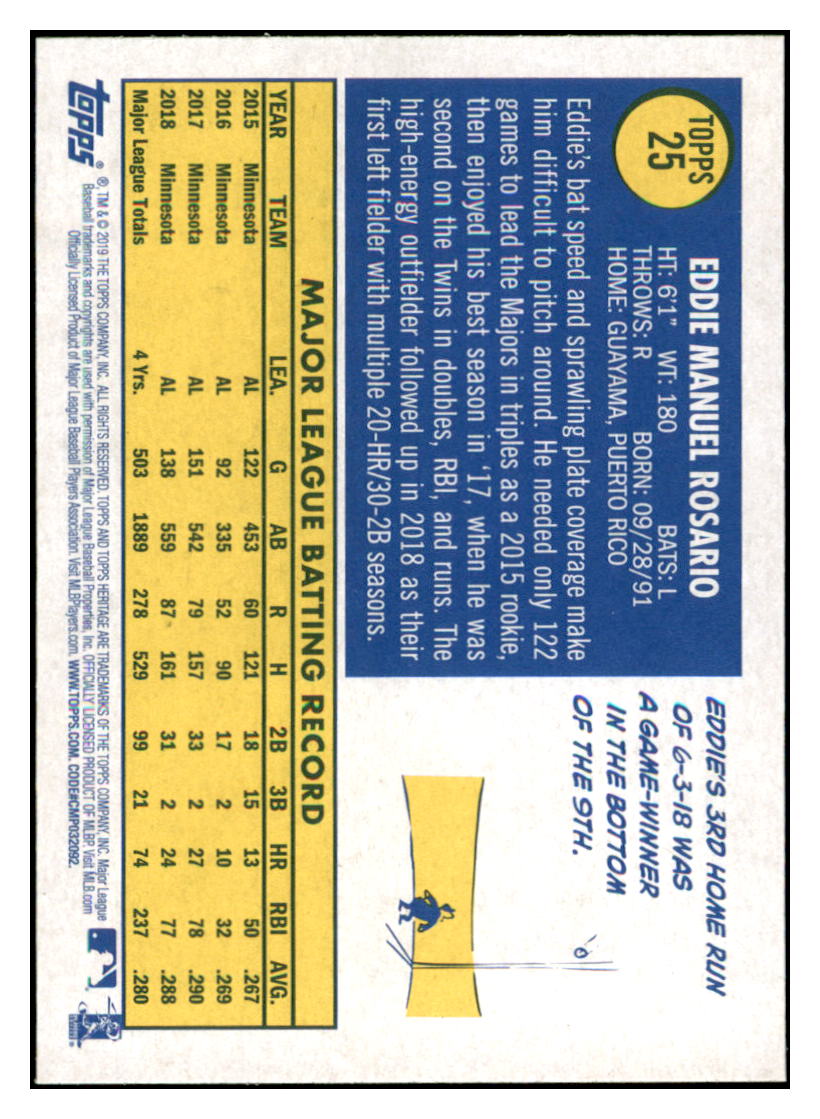 TOPPS
25
EDDIE MANUEL ROSARIO
HT: 6'1" WT: 180 BATS: L
THROWS: R BORN: 09/28/91
HOME: GUAYAMA, PUERTO RICO
Eddie's bat speed and sprawling plate coverage make
him difficult to pitch around. He needed only 122
games to lead the Majors in triples as a 2015 rookie,
then enjoyed his best season in '17, when he was
second on the Twins in doubles, RBI, and runs. The
high-energy outfielder followed up in 2018 as their
first left fielder with multiple 20-HR/30-2B seasons.
EDDIE'S 3RD HOME RUN
OF 6-3-18 WAS
A GAME-WINNER
IN THE BOTTOM
OF THE 9TH.
MAJOR LEAGUE BATTING RECORD
YEAR TEAM LEA. G AB R H 2B 3B HR RBI AVG.
2015 Minnesota AL 122 453 60 121 18 15 13 50 .267
2016 Minnesota AL 92 335 52 90 17 2 10 32 .269
2017 Minnesota AL 151 542 79 157 33 2 27 78 .290
2018 Minnesota AL 138 559 87 161 31 2 24 77 .288
Major League Totals 4 Yrs. 503 1889 278 529 99 21 74 237 .280
topps®
®, TM & © 2019 THE TOPPS COMPANY, INC. ALL RIGHTS RESERVED. TOPPS AND TOPPS HERITAGE ARE TRADEMARKS OF THE TOPPS COMPANY, INC. Major League
Baseball trademarks and copyrights are used with permission of Major League Baseball Properties, Inc. OFFICIALLY LICENSED PRODUCT OF MLBP. Visit MLB.com
Officially Licensed Product of Major League Baseball Players Association. Visit MLBPlayers.com. WWW.TOPPS.COM. CODE#CMP032092.